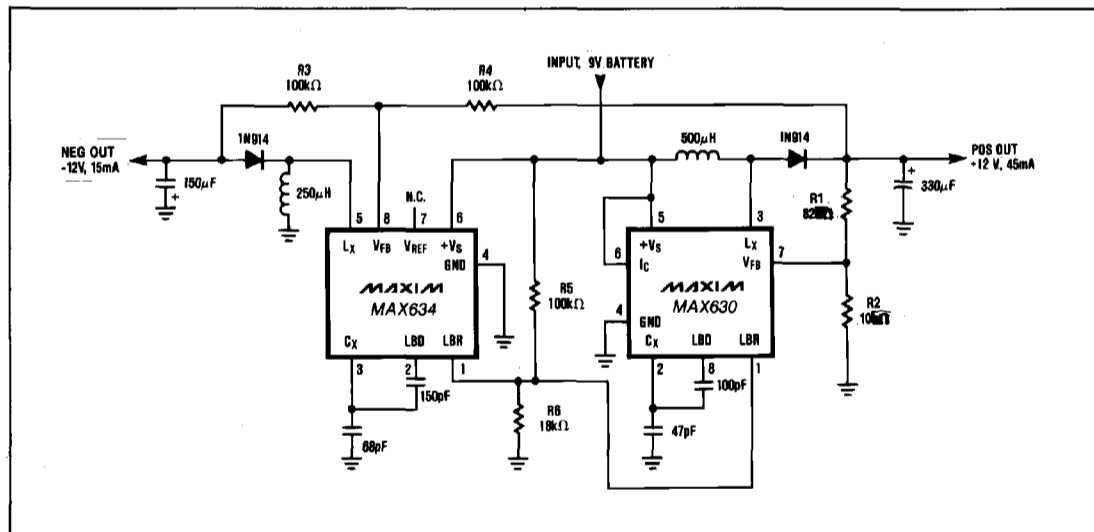 R3
100kΩ
R4
100kΩ
INPUT, 9V BATTERY
1N914
500µH
1N914
NEG OUT
-12V, 15mA
POS OUT
+12 V, 45mA
150µF
+
250µH
N.C.
+
330µF
R1
5
8
7
6
5
3
LX
VFB
VREF
+VS
GND
4
6
+VS
IC
LX
VFB
7
MAXIM
MAX634
R5
100kΩ
MAXIM
MAX630
4
GND
R2
CX
LBD
LBR
CX
LBD
LBR
3
2
1
2
8
1
150pF
100pF
R6
18kΩ
68pF
47pF